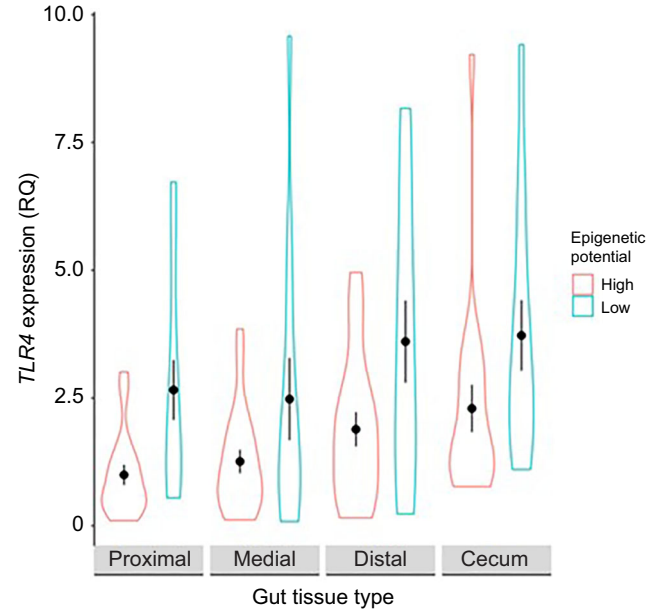 10.0
7.5
5.0
2.5
0
TLR4 expression (RQ)
Epigenetic
potential
High
Low
Proximal Medial Distal Cecum
Gut tissue type